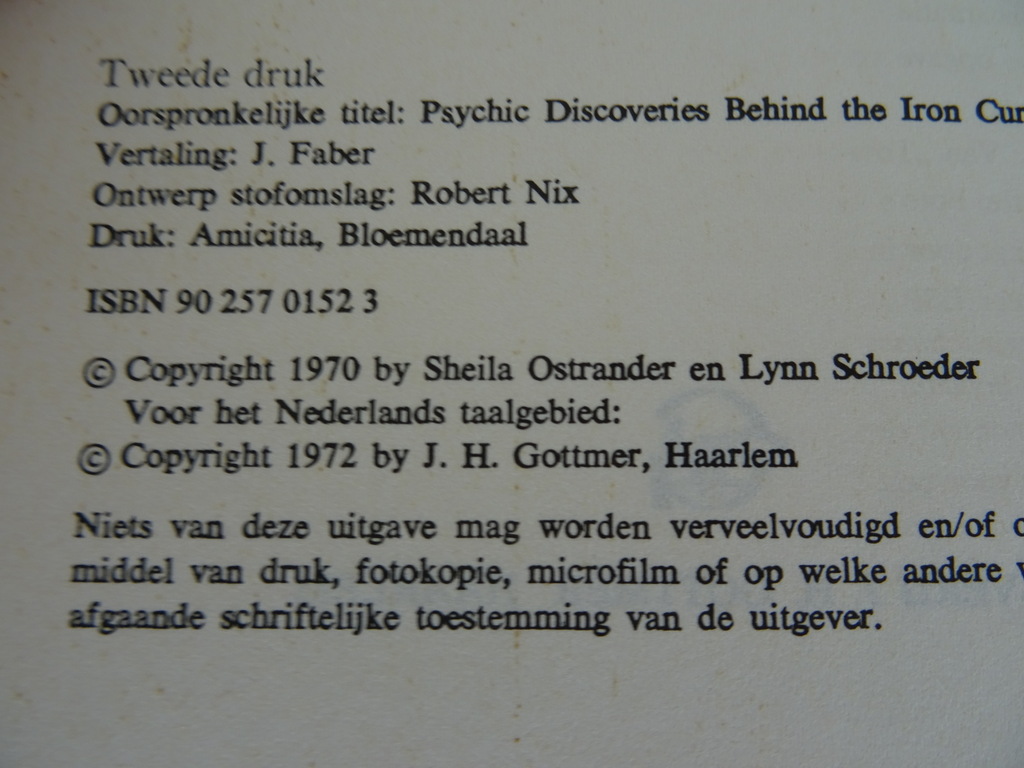 Tweede druk
Oorspronkelijke titel: Psychic Discoveries Behind the Iron Cur
Vertaling: J. Faber
Ontwerp stofomslag: Robert Nix
Druk: Amicitia, Bloemendaal
ISBN 90 257 0152 3
© Copyright 1970 by Sheila Ostrander en Lynn Schroeder
Voor het Nederlands taalgebied:
© Copyright 1972 by J. H. Gottmer, Haarlem
Niets van deze uitgave mag worden verveelvoudigd en/of
middel van druk, fotokopie, microfilm of op welke andere
afgaande schriftelijke toestemming van de uitgever.